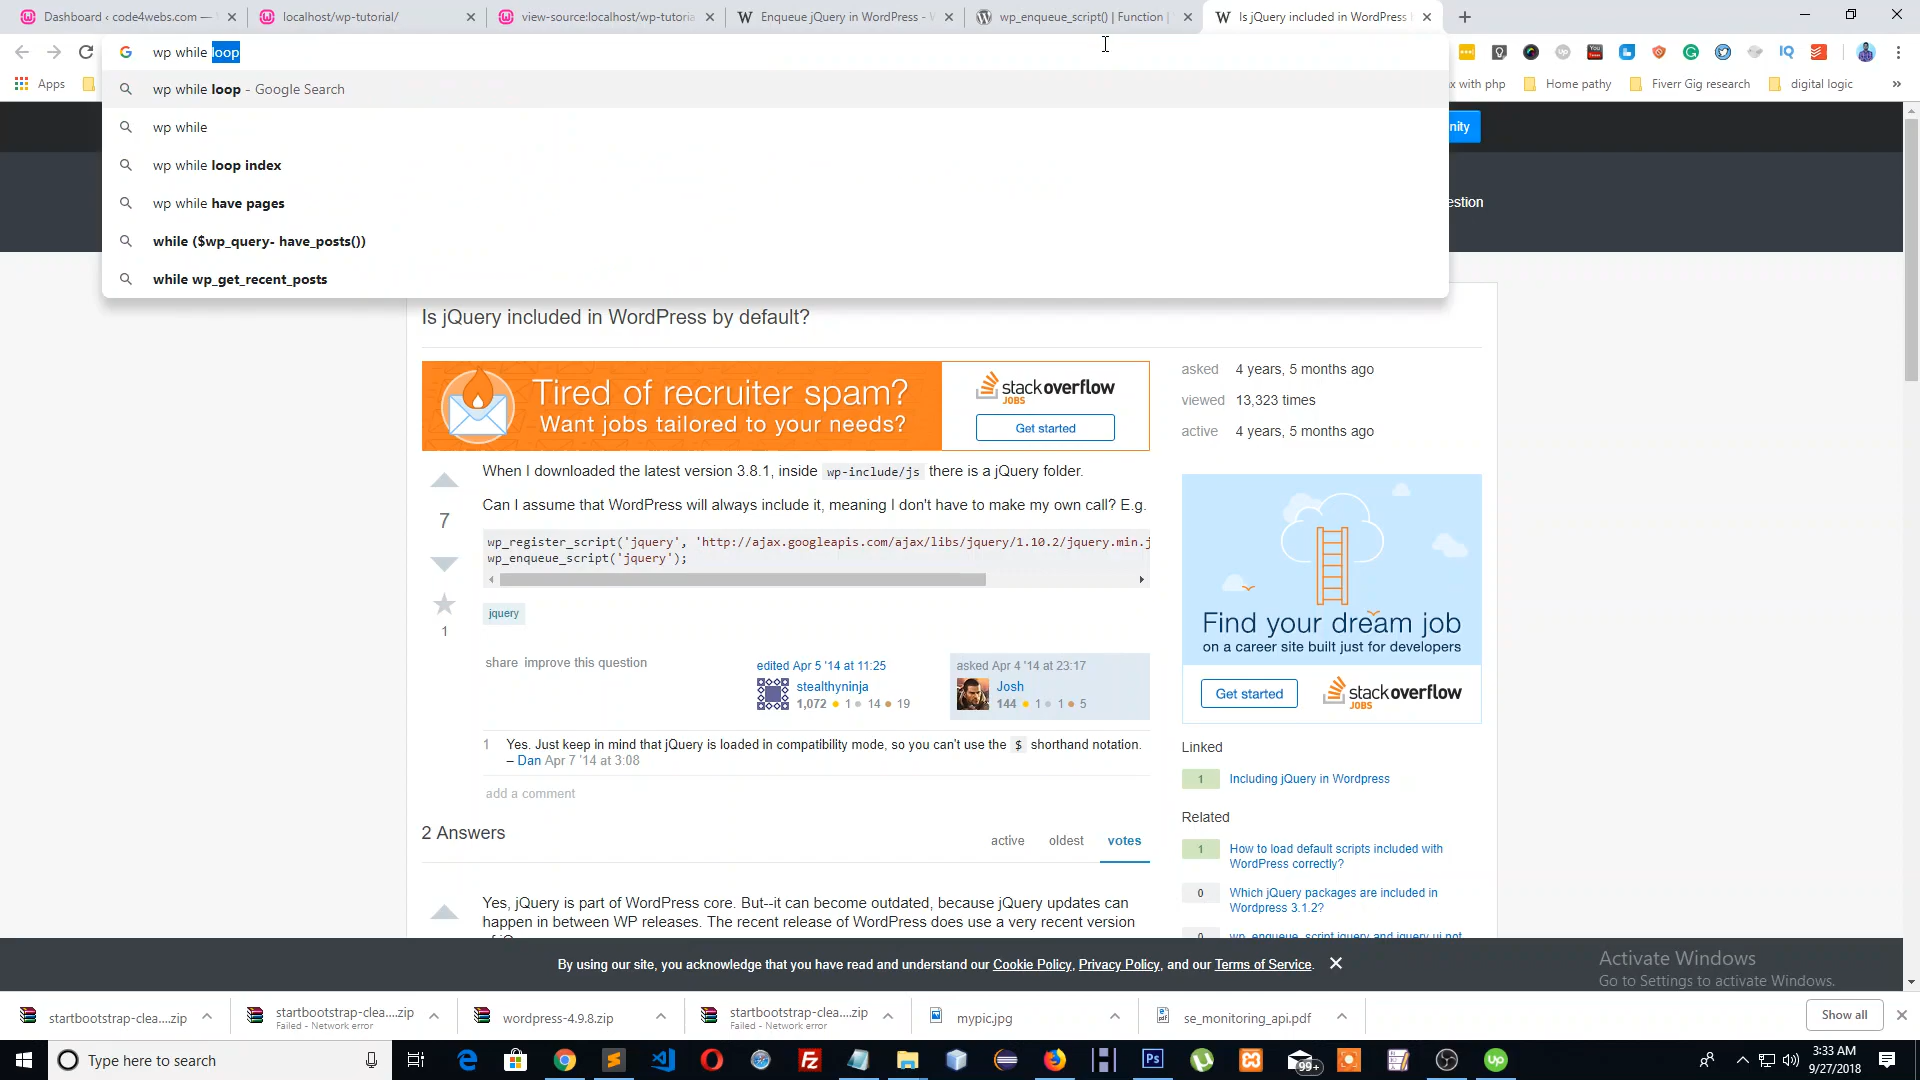 Dashboard ‹ code4webs.com —
localhost/wp-tutorial/
view-source:localhost/wp-tutoria
Enqueue jQuery in WordPress -
wp_enqueue_script() | Function |
Is jQuery included in WordPress
wp while loop
Apps
x with php
Home pathy
Fiverr Gig research
digital logic
»
wp while loop - Google Search
wp while
wp while loop index
wp while have pages
while ($wp_query- have_posts())
while wp_get_recent_posts
nity
estion
Is jQuery included in WordPress by default?
Tired of recruiter spam?
Want jobs tailored to your needs?
stackoverflow
JOBS
Get started
asked 4 years, 5 months ago
viewed 13,323 times
active 4 years, 5 months ago
When I downloaded the latest version 3.8.1, inside wp-include/js there is a jQuery folder.
7
Can I assume that WordPress will always include it, meaning I don't have to make my own call? E.g.
wp_register_script('jquery', 'http://ajax.googleapis.com/ajax/libs/jquery/1.10.2/jquery.min.j
wp_enqueue_script('jquery');
1
jquery
share improve this question
edited Apr 5 '14 at 11:25
stealthyninja
1,072 1 14 19
asked Apr 4 '14 at 23:17
Josh
144 1 1 5
1 Yes. Just keep in mind that jQuery is loaded in compatibility mode, so you can't use the $ shorthand notation.
– Dan Apr 7 '14 at 3:08
add a comment
2 Answers
active oldest votes
Yes, jQuery is part of WordPress core. But--it can become outdated, because jQuery updates can
happen in between WP releases. The recent release of WordPress does use a very recent version
Find your dream job
on a career site built just for developers
Get started
stackoverflow
JOBS
Linked
1 Including jQuery in Wordpress
Related
1 How to load default scripts included with
WordPress correctly?
0 Which jQuery packages are included in
Wordpress 3.1.2?
By using our site, you acknowledge that you have read and understand our Cookie Policy, Privacy Policy, and our Terms of Service.
Activate Windows
Go to Settings to activate Windows.
startbootstrap-clea....zip
startbootstrap-clea....zip
Failed - Network error
wordpress-4.9.8.zip
startbootstrap-clea....zip
Failed - Network error
mypic.jpg
se_monitoring_api.pdf
Show all
Type here to search
99+
3:33 AM
9/27/2018